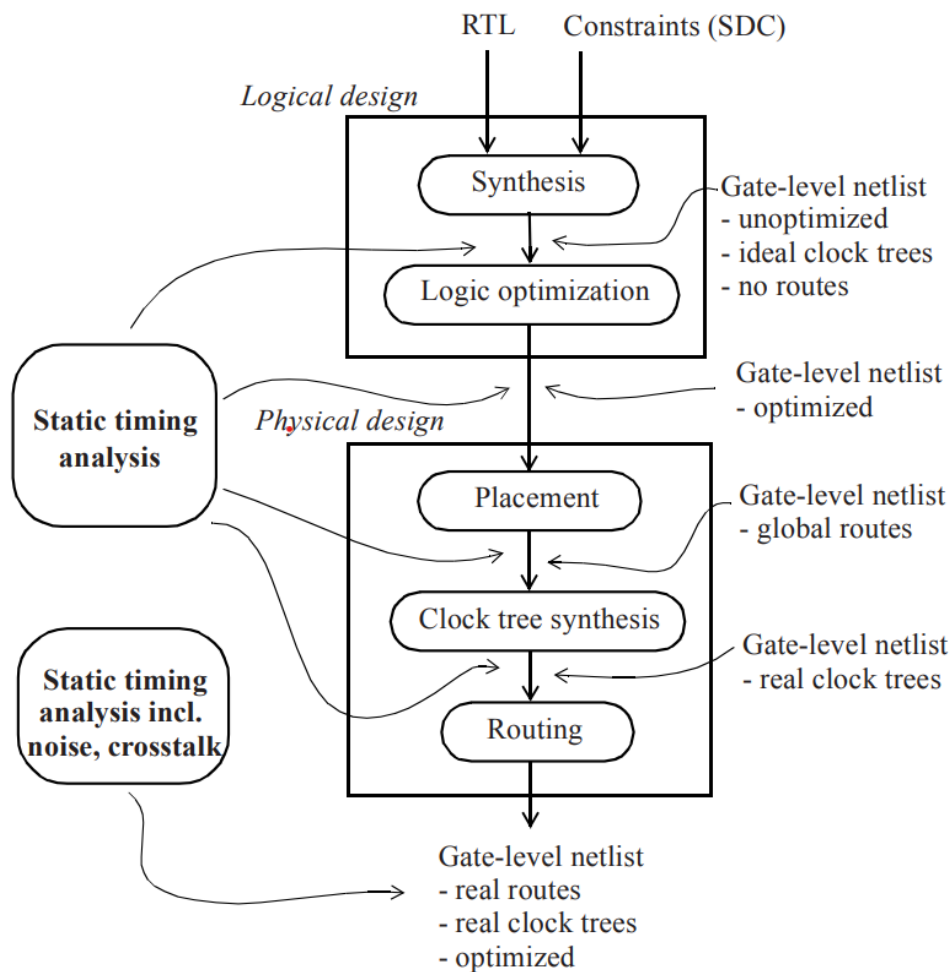 RTL
Constraints (SDC)
Logical design
Synthesis
Gate-level netlist
- unoptimized
- ideal clock trees
- no routes
Logic optimization
Static timing
analysis
Gate-level netlist
- optimized
Physical design
Placement
Gate-level netlist
- global routes
Clock tree synthesis
Gate-level netlist
- real clock trees
Static timing
analysis incl.
noise, crosstalk
Routing
Gate-level netlist
- real routes
- real clock trees
- optimized